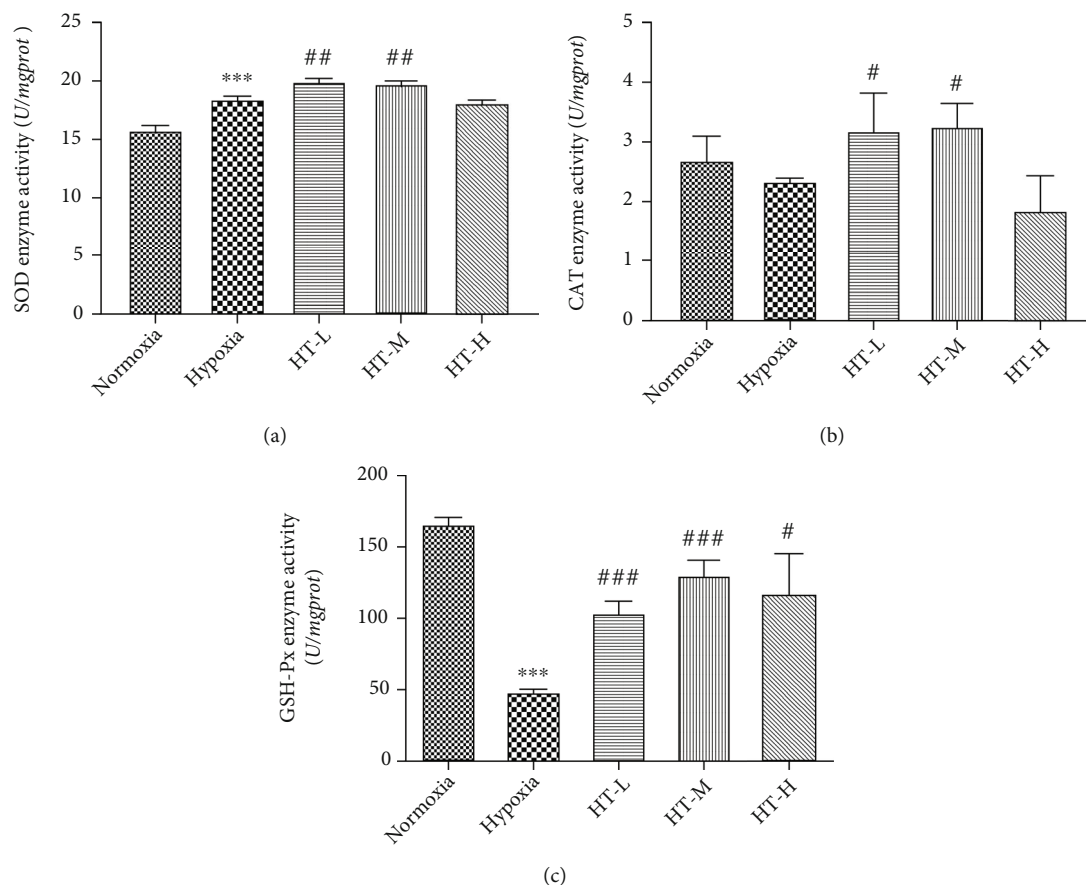 25
20
15
10
5
0
SOD enzyme activity (U/mgprot)
***
##
##
Normoxia
Hypoxia
HT-L
HT-M
HT-H
(a)
5
4
3
2
1
0
CAT enzyme activity (U/mgprot)
#
#
Normoxia
Hypoxia
HT-L
HT-M
HT-H
(b)
200
150
100
50
0
GSH-Px enzyme activity
(U/mgprot)
***
###
###
#
Normoxia
Hypoxia
HT-L
HT-M
HT-H
(c)